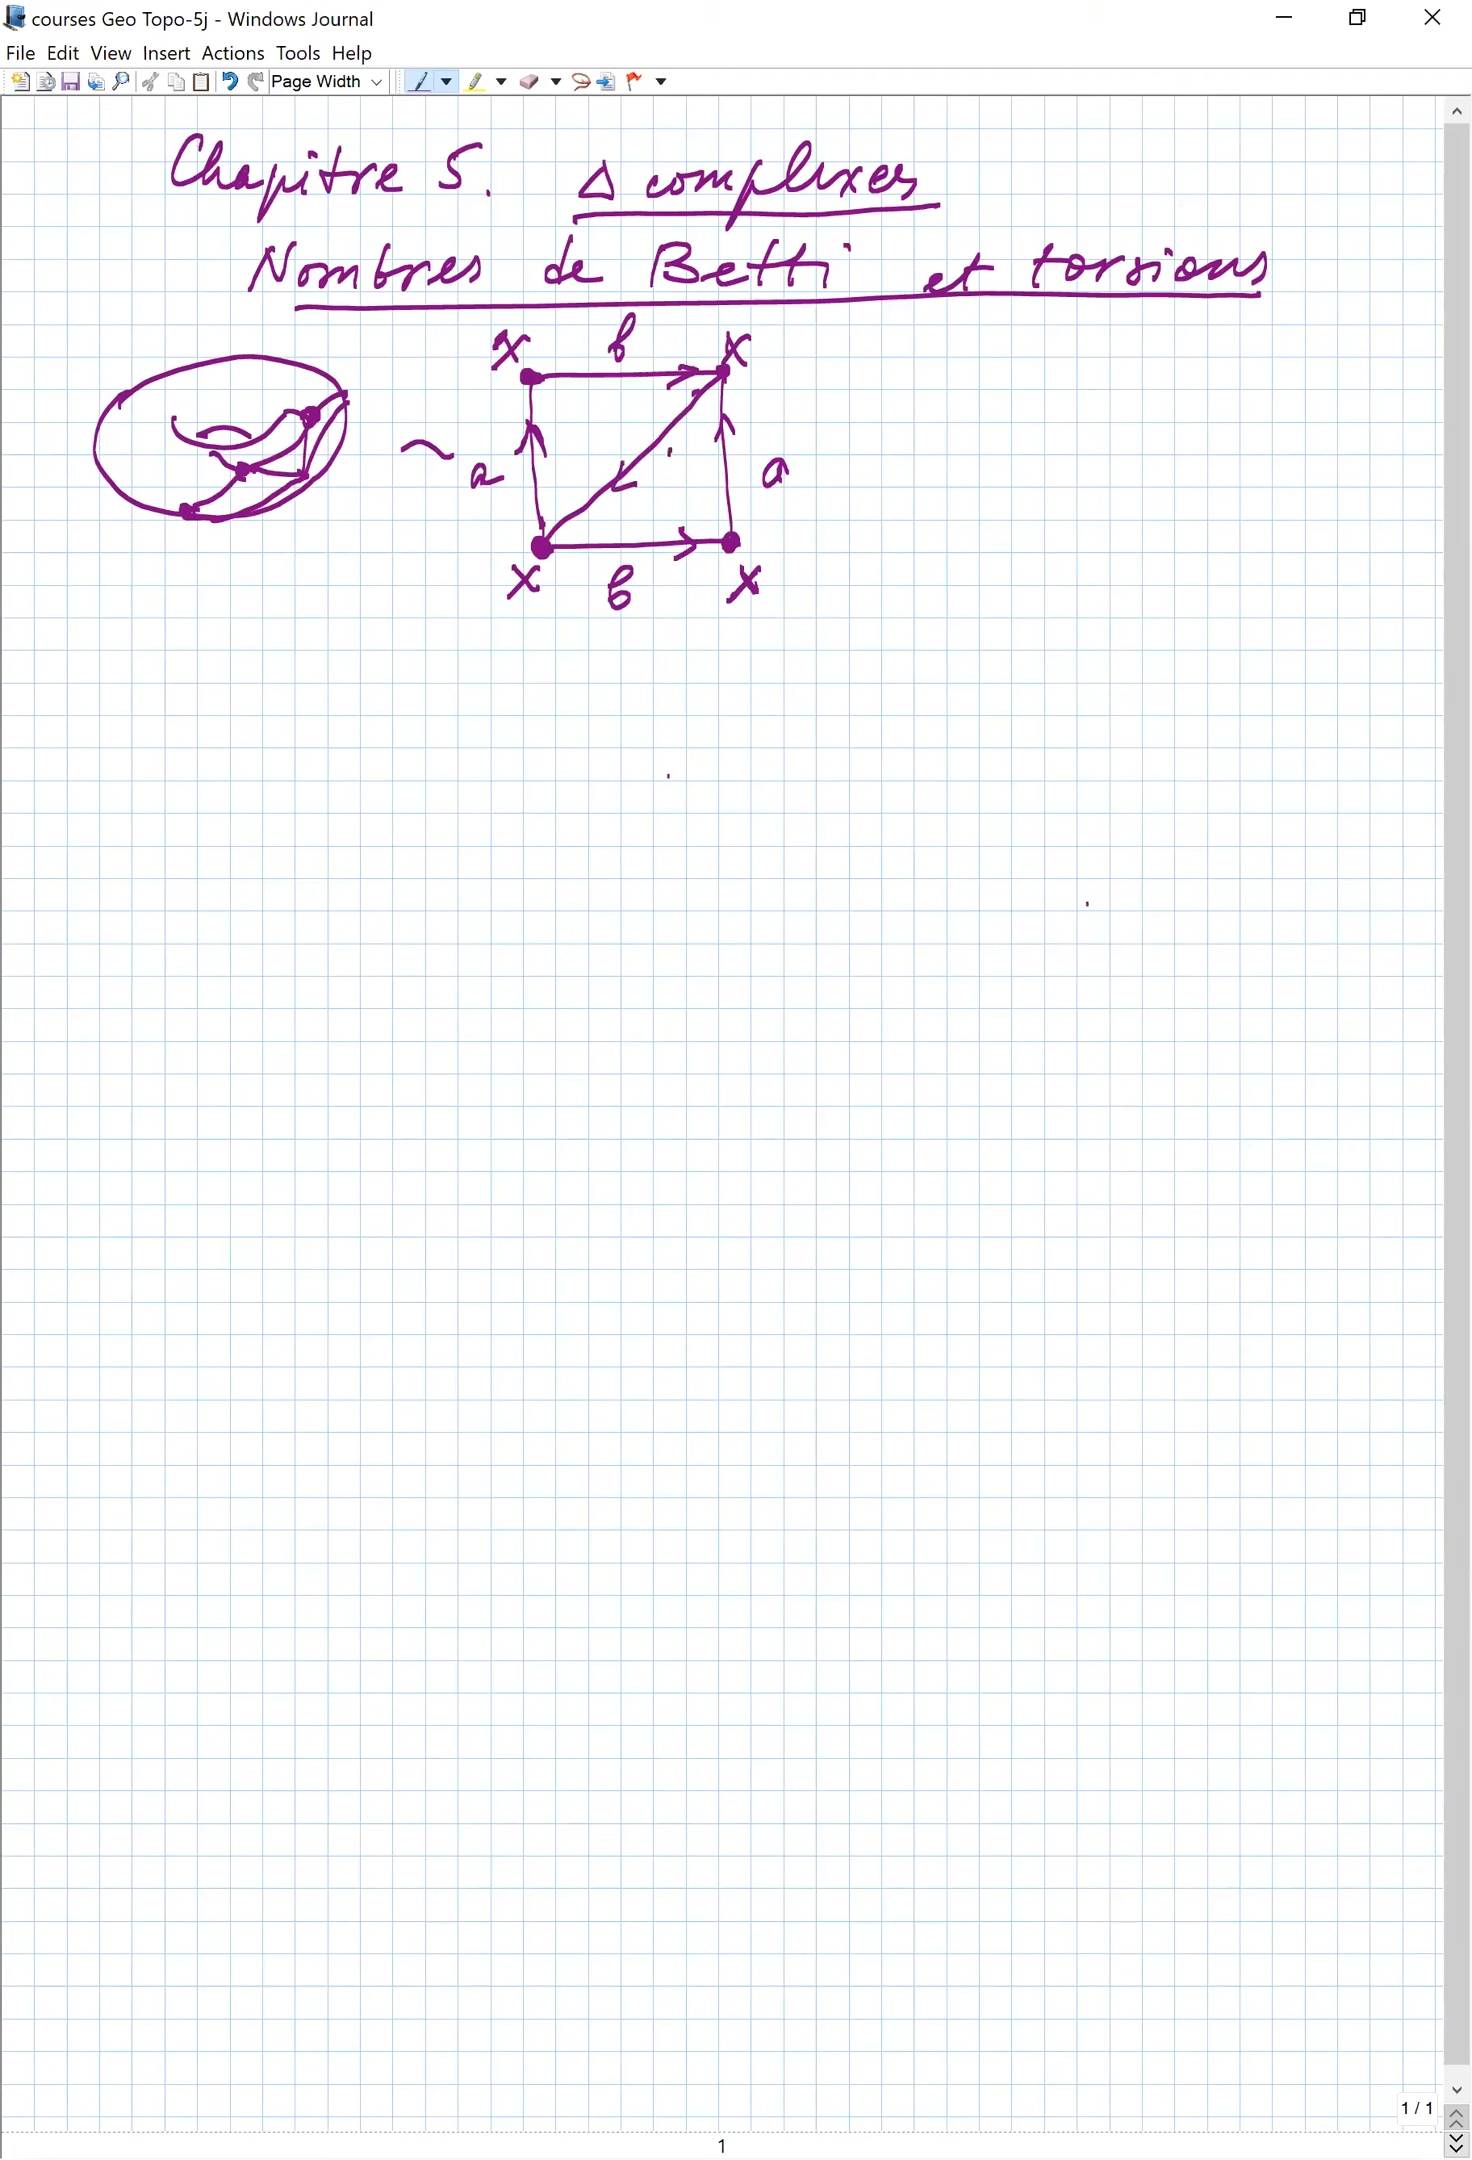 courses Geo Topo-5j - Windows Journal
File Edit View Insert Actions Tools Help
Page Width
Chapitre 5. Δ complexes
Nombres de Betti et torsions
x b x
~ a a
x b x
1 / 1
1